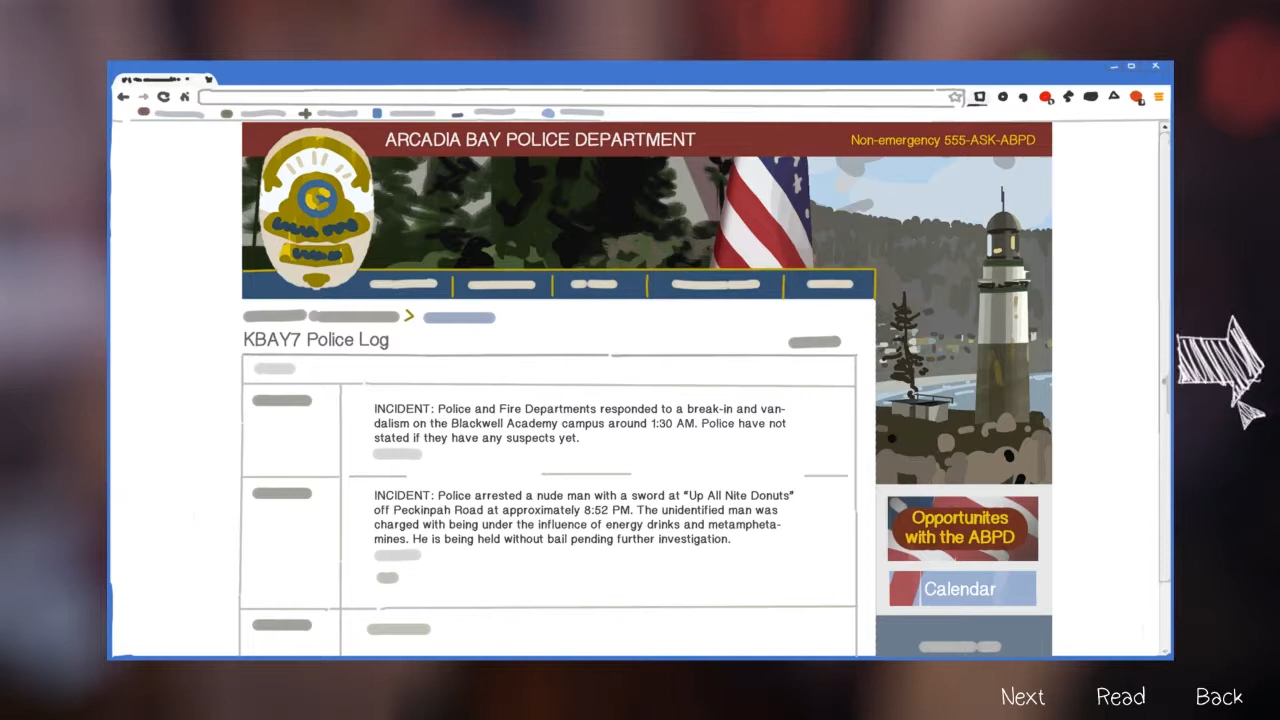 ARCADIA BAY POLICE DEPARTMENT
Non-emergency 555-ASK-ABPD
KBAY7 Police Log
INCIDENT: Police and Fire Departments responded to a break-in and van-
dalism on the Blackwell Academy campus around 1:30 AM. Police have not
stated if they have any suspects yet.
INCIDENT: Police arrested a nude man with a sword at “Up All Nite Donuts”
off Peckinpah Road at approximately 8:52 PM. The unidentified man was
charged with being under the influence of energy drinks and metampheta-
mines. He is being held without bail pending further investigation.
Opportunites
with the ABPD
Calendar
Next
Read
Back